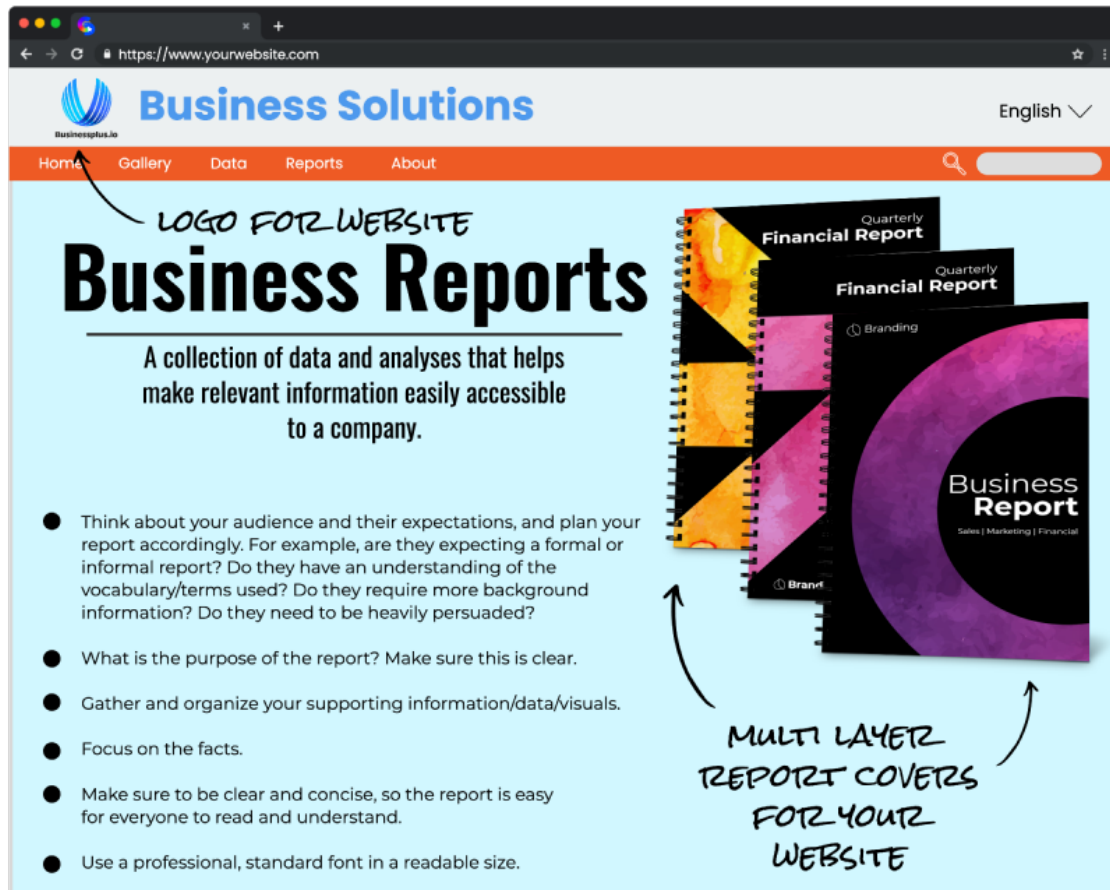 https://www.yourwebsite.com
Businessplus.io
Business Solutions
English
Home Gallery Data Reports About
LOGO FOR WEBSITE
Business Reports
A collection of data and analyses that helps
make relevant information easily accessible
to a company.
Think about your audience and their expectations, and plan your
report accordingly. For example, are they expecting a formal or
informal report? Do they have an understanding of the
vocabulary/terms used? Do they require more background
information? Do they need to be heavily persuaded?
What is the purpose of the report? Make sure this is clear.
Gather and organize your supporting information/data/visuals.
Focus on the facts.
Make sure to be clear and concise, so the report is easy
for everyone to read and understand.
Use a professional, standard font in a readable size.
Quarterly
Financial Report
Quarterly
Financial Report
Branding
Business
Report
Sales | Marketing | Financial
Brand
MULTI LAYER
REPORT COVERS
FOR YOUR
WEBSITE